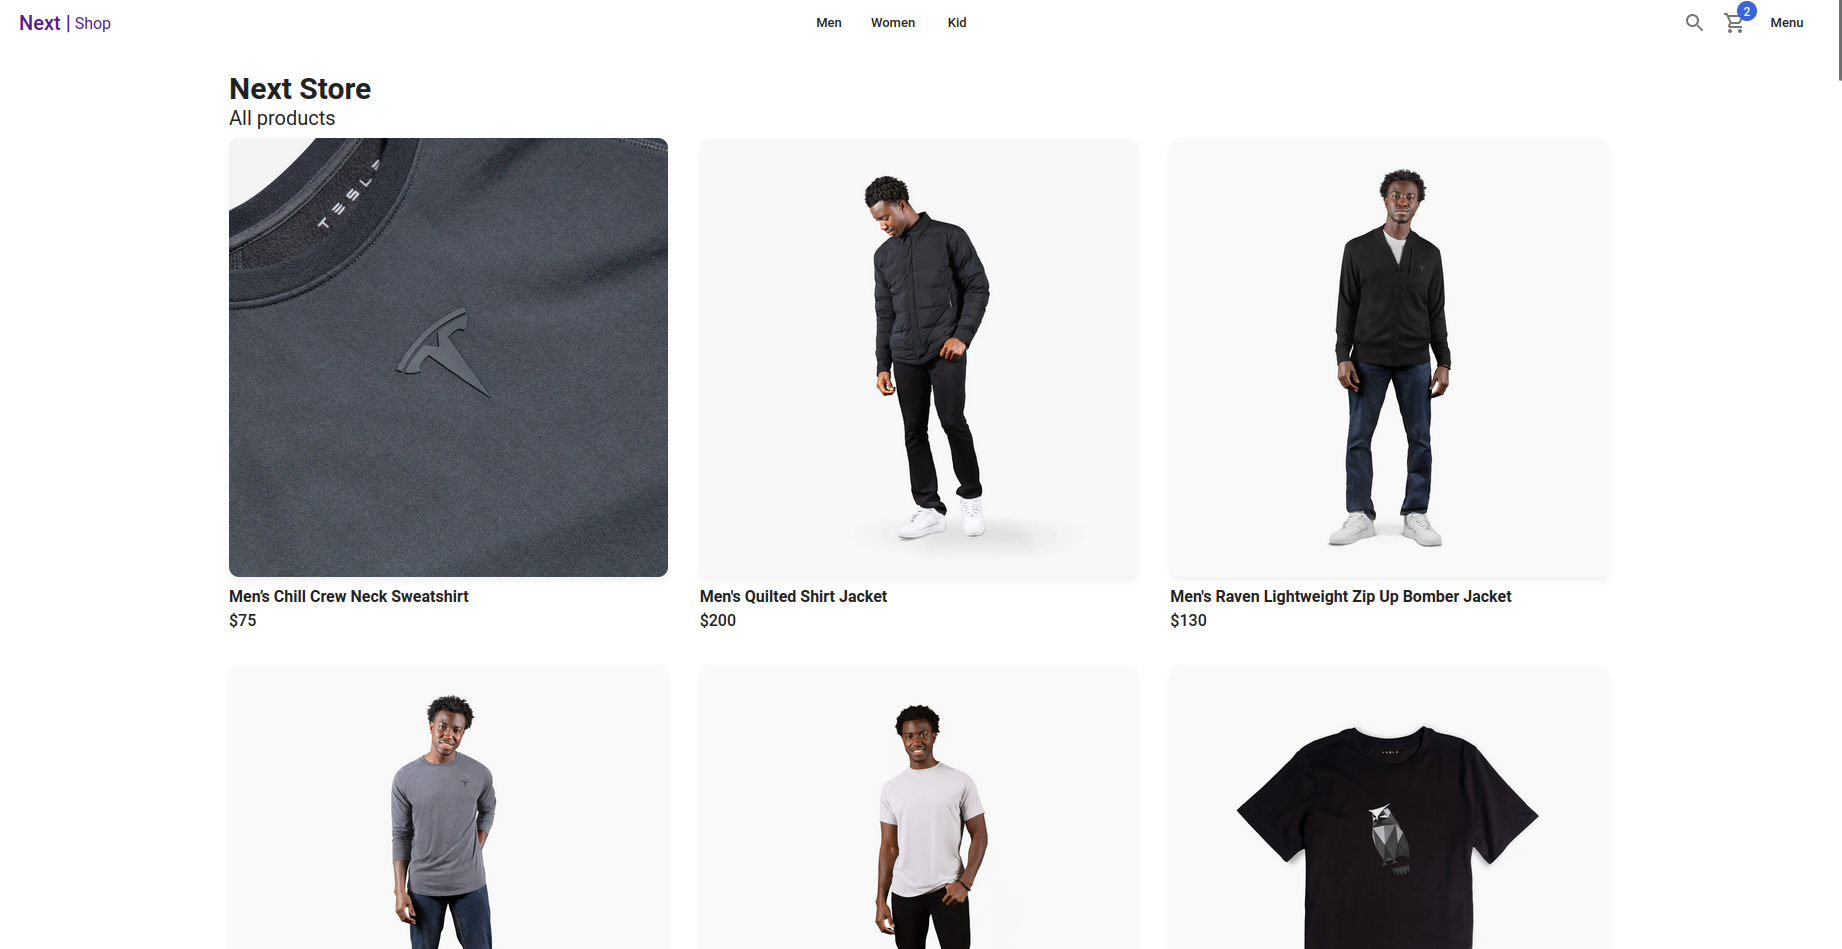 Next | Shop
Men
Women
Kid
2
Menu
Next Store
All products
TESLA
Men's Chill Crew Neck Sweatshirt
$75
Men's Quilted Shirt Jacket
$200
Men's Raven Lightweight Zip Up Bomber Jacket
$130